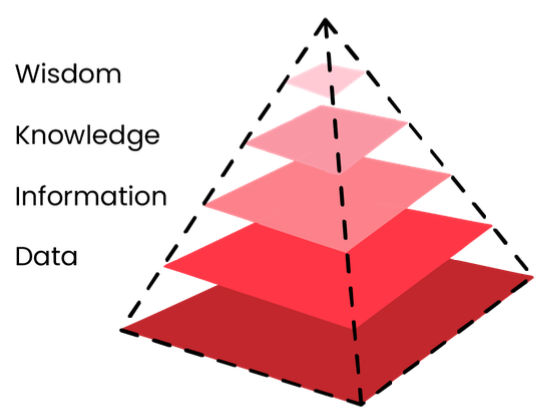 Wisdom
Knowledge
Information
Data